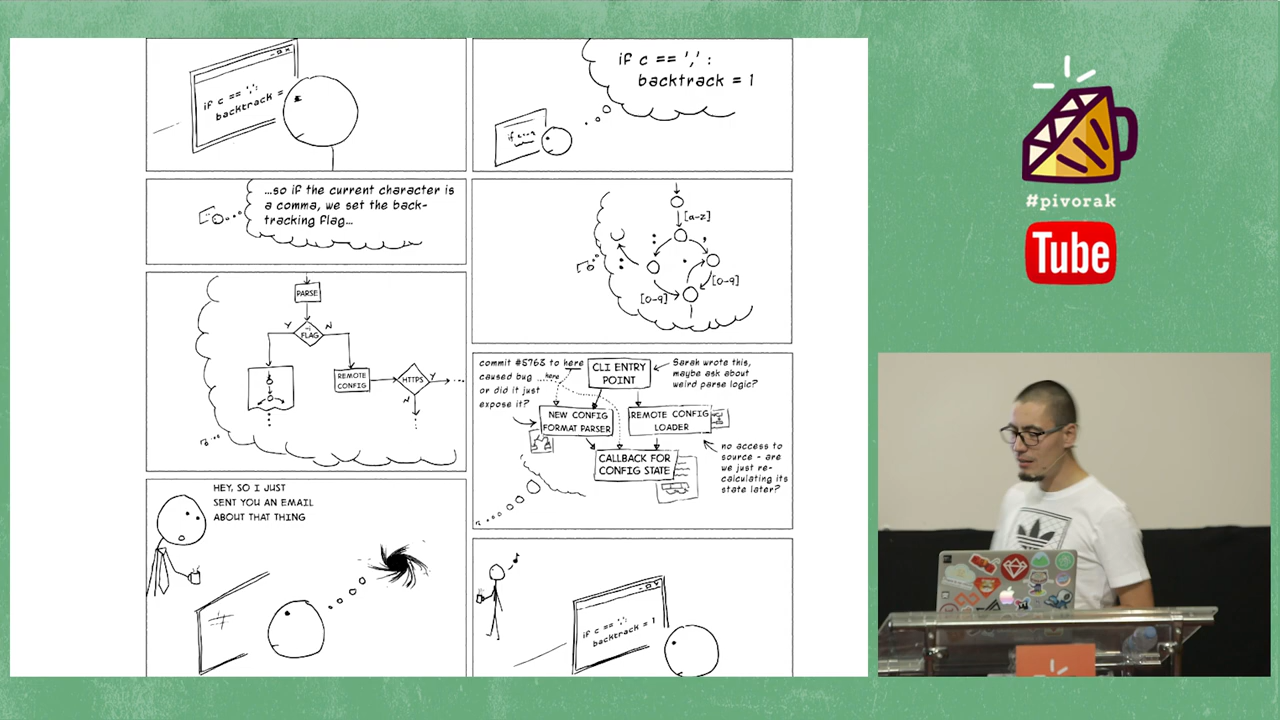 if c == ',':
backtrack =
if c == ',':
backtrack = 1
...so if the current character is
a comma, we set the back-
tracking flag...
[a-z]
,
[0-9]
[0-9]
PARSE
Y
N
FLAG
REMOTE
CONFIG
HTTPS
Y
N
commit #5763 to here
caused bug ...here
or did it just
expose it?
CLI ENTRY
POINT
Sarah wrote this,
maybe ask about
weird parse logic?
NEW CONFIG
FORMAT PARSER
REMOTE CONFIG
LOADER
CALLBACK FOR
CONFIG STATE
no access to
source - are
we just re-
calculating its
state later?
HEY, SO I JUST
SENT YOU AN EMAIL
ABOUT THAT THING
if c == ',':
backtrack = 1
#pivorak
Tube